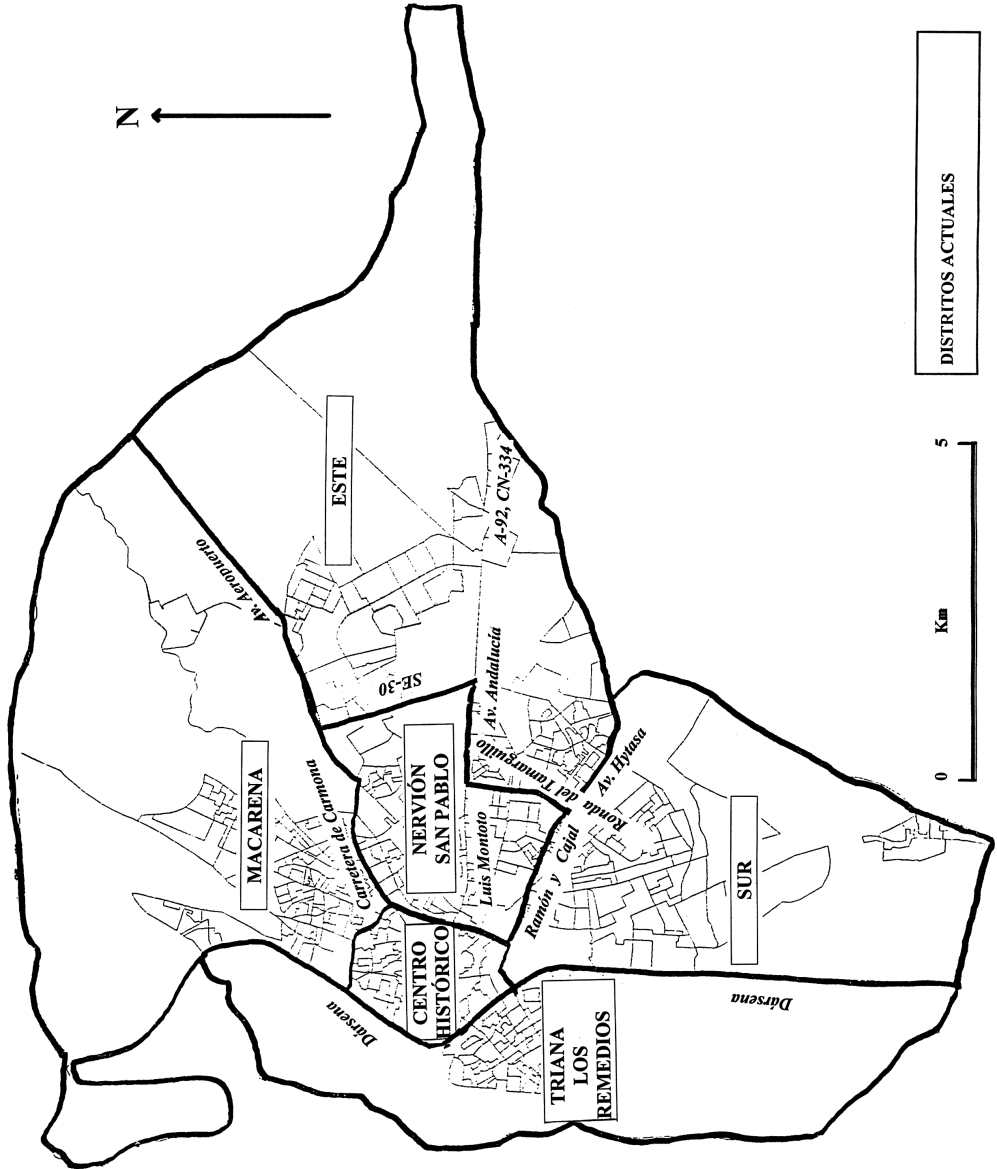 N
Av. Aeropuerto
ESTE
MACARENA
Carretera de Carmona
SE-30
A-92, CN-334
NERVIÓN
SAN PABLO
Av. Andalucía
CENTRO
HISTÓRICO
Luis Montoto
Ronda del Tamarguillo
Av. Hytasa
Ramón y Cajal
Dársena
TRIANA
LOS
REMEDIOS
SUR
Dársena
0
Km
5
DISTRITOS ACTUALES